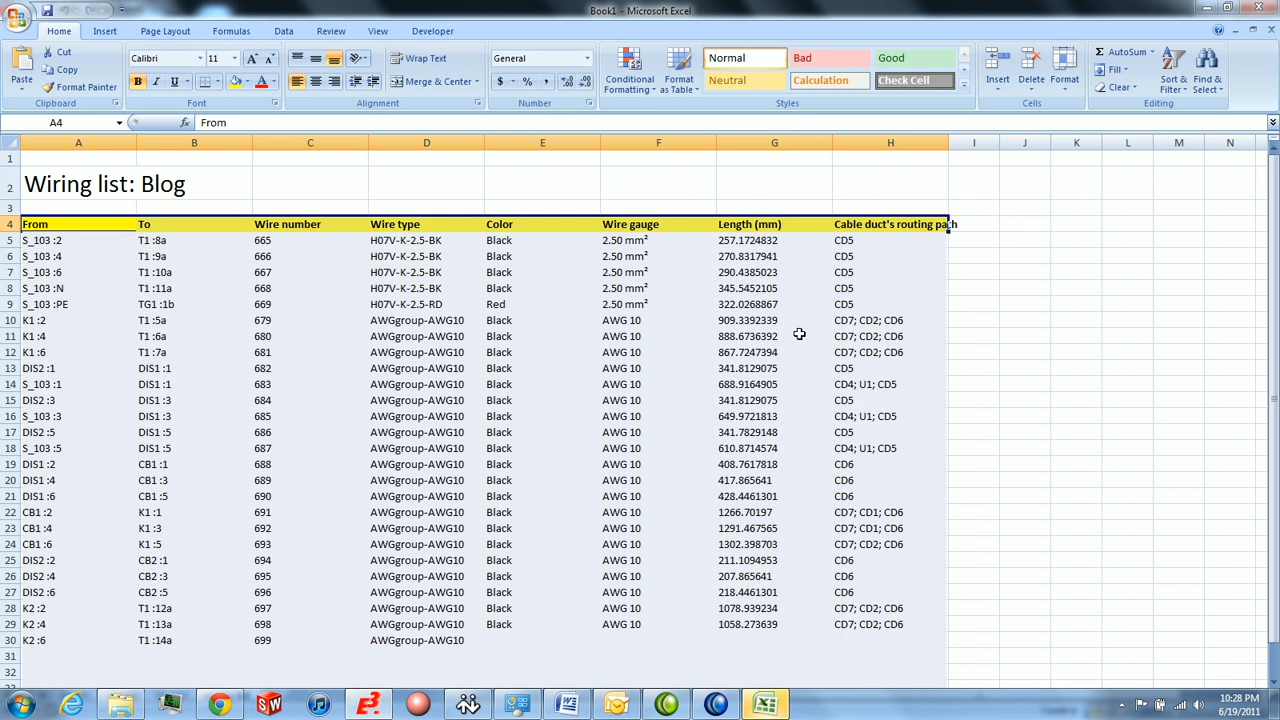 Book1 - Microsoft Excel
Home Insert Page Layout Formulas Data Review View Developer
Paste Cut Copy Format Painter Clipboard
Calibri 11 B I U A A A Font
Wrap Text Merge & Center Alignment
General $ % , Number
Conditional Formatting Format as Table Normal Bad Good Neutral Calculation Check Cell Styles
Insert Delete Format Cells
AutoSum Fill Clear Sort & Filter Find & Select Editing
A4 fx From
A B C D E F G H I J K L M N
1
2 Wiring list: Blog
3
4 From To Wire number Wire type Color Wire gauge Length (mm) Cable duct's routing path
5 S_103 :2 T1 :8a 665 H07V-K-2.5-BK Black 2.50 mm² 257.1724832 CD5
6 S_103 :4 T1 :9a 666 H07V-K-2.5-BK Black 2.50 mm² 270.8317941 CD5
7 S_103 :6 T1 :10a 667 H07V-K-2.5-BK Black 2.50 mm² 290.4385023 CD5
8 S_103 :N T1 :11a 668 H07V-K-2.5-BK Black 2.50 mm² 345.5452105 CD5
9 S_103 :PE TG1 :1b 669 H07V-K-2.5-RD Red 2.50 mm² 322.0268867 CD5
10 K1 :2 T1 :5a 679 AWGgroup-AWG10 Black AWG 10 909.3392339 CD7; CD2; CD6
11 K1 :4 T1 :6a 680 AWGgroup-AWG10 Black AWG 10 888.6736392 CD7; CD2; CD6
12 K1 :6 T1 :7a 681 AWGgroup-AWG10 Black AWG 10 867.7247394 CD7; CD2; CD6
13 DIS2 :1 DIS1 :1 682 AWGgroup-AWG10 Black AWG 10 341.8129075 CD5
14 S_103 :1 DIS1 :1 683 AWGgroup-AWG10 Black AWG 10 688.9164905 CD4; U1; CD5
15 DIS2 :3 DIS1 :3 684 AWGgroup-AWG10 Black AWG 10 341.8129075 CD5
16 S_103 :3 DIS1 :3 685 AWGgroup-AWG10 Black AWG 10 649.9721813 CD4; U1; CD5
17 DIS2 :5 DIS1 :5 686 AWGgroup-AWG10 Black AWG 10 341.7829148 CD5
18 S_103 :5 DIS1 :5 687 AWGgroup-AWG10 Black AWG 10 610.8714574 CD4; U1; CD5
19 DIS1 :2 CB1 :1 688 AWGgroup-AWG10 Black AWG 10 408.7617818 CD6
20 DIS1 :4 CB1 :3 689 AWGgroup-AWG10 Black AWG 10 417.865641 CD6
21 DIS1 :6 CB1 :5 690 AWGgroup-AWG10 Black AWG 10 428.4461301 CD6
22 CB1 :2 K1 :1 691 AWGgroup-AWG10 Black AWG 10 1266.70197 CD7; CD1; CD6
23 CB1 :4 K1 :3 692 AWGgroup-AWG10 Black AWG 10 1291.467565 CD7; CD1; CD6
24 CB1 :6 K1 :5 693 AWGgroup-AWG10 Black AWG 10 1302.398703 CD7; CD2; CD6
25 DIS2 :2 CB2 :1 694 AWGgroup-AWG10 Black AWG 10 211.1094953 CD6
26 DIS2 :4 CB2 :3 695 AWGgroup-AWG10 Black AWG 10 207.865641 CD6
27 DIS2 :6 CB2 :5 696 AWGgroup-AWG10 Black AWG 10 218.4461301 CD6
28 K2 :2 T1 :12a 697 AWGgroup-AWG10 Black AWG 10 1078.939234 CD7; CD2; CD6
29 K2 :4 T1 :13a 698 AWGgroup-AWG10 Black AWG 10 1058.273639 CD7; CD2; CD6
30 K2 :6 T1 :14a 699 AWGgroup-AWG10
31
32
10:28 PM
6/19/2011